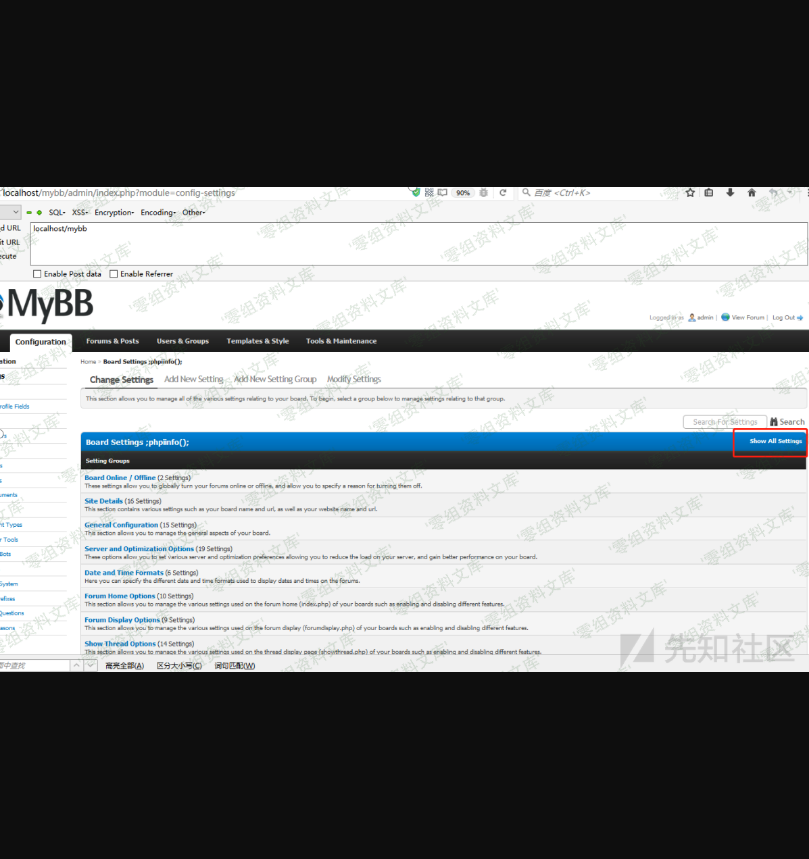 localhost/mybb/admin/index.php?module=config-settings 90% 百度 <Ctrl+K>
SQL- XSS- Encryption- Encoding- Other-
d URL localhost/mybb
it URL
ecute
Enable Post data Enable Referrer
MyBB
Logged in as admin | View Forum | Log Out
Configuration Forums & Posts Users & Groups Templates & Style Tools & Maintenance
Home » Board Settings ;phpinfo();
Change Settings Add New Setting Add New Setting Group Modify Settings
This section allows you to manage all of the various settings relating to your board. To begin, select a group below to manage settings relating to that group.
ofile Fields
Search For Settings Search
Board Settings ;phpinfo(); Show All Settings
Setting Groups
Board Online / Offline (2 Settings)
These settings allow you to globally turn your forums online or offline, and allow you to specify a reason for turning them off.
Site Details (16 Settings)
This section contains various settings such as your board name and url, as well as your website name and url.
uments
General Configuration (15 Settings)
This section allows you to manage the general aspects of your board.
nt Types
r Tools
Server and Optimization Options (19 Settings)
These options allow you to set various server and optimization preferences allowing you to reduce the load on your server, and gain better performance on your board.
Bots
Date and Time Formats (6 Settings)
Here you can specify the different date and time formats used to display dates and times on the forums.
System
Forum Home Options (10 Settings)
This section allows you to manage the various settings used on the forum home (index.php) of your boards such as enabling and disabling different features.
efixes
Questions
Forum Display Options (9 Settings)
This section allows you to manage the various settings used on the forum display (forumdisplay.php) of your boards such as enabling and disabling different features.
Show Thread Options (14 Settings)
This section allows you to manage the various settings used on the thread display page (showthread.php) of your boards such as enabling and disabling different features.
先知社区
中查找 高亮全部(A) 区分大小写(C) 词句匹配(W)
零组资料文库